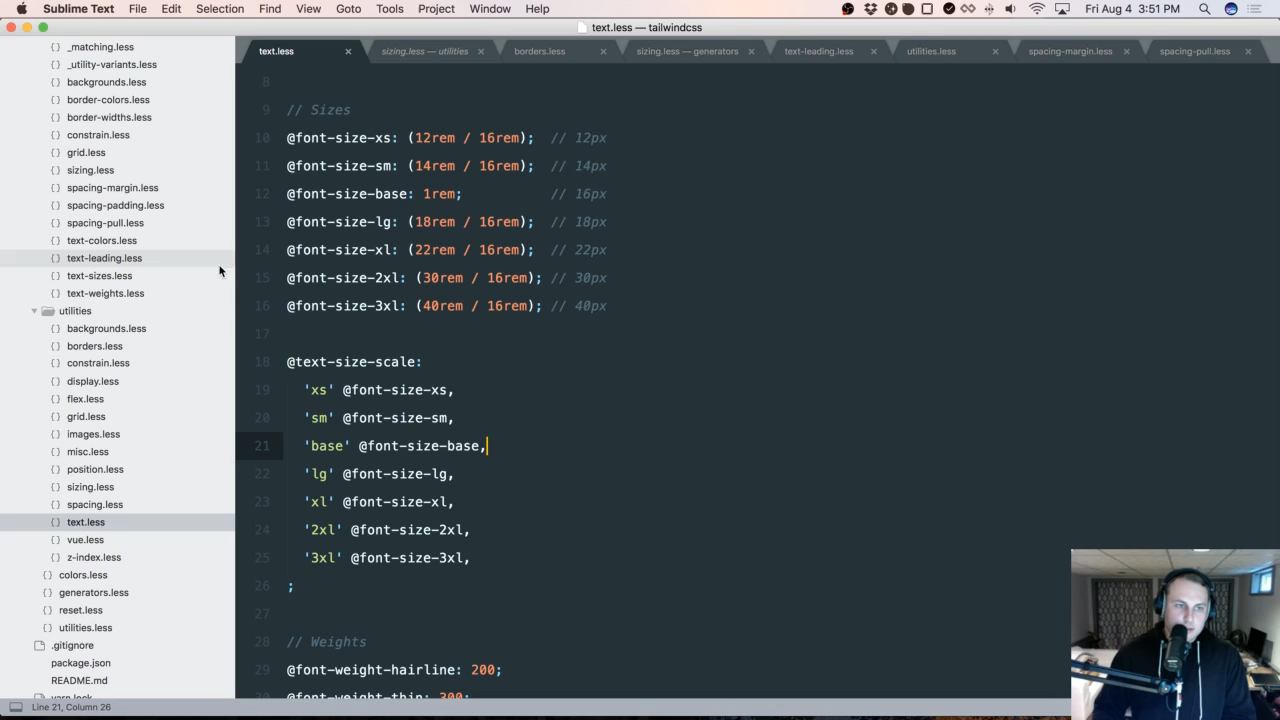 Sublime Text File Edit Selection Find View Goto Tools Project Window Help Fri Aug 4 3:51 PM
text.less — tailwindcss
text.less sizing.less — utilities borders.less sizing.less — generators text-leading.less utilities.less spacing-margin.less spacing-pull.less
_matching.less
_utility-variants.less
backgrounds.less
border-colors.less
border-widths.less
constrain.less
grid.less
sizing.less
spacing-margin.less
spacing-padding.less
spacing-pull.less
text-colors.less
text-leading.less
text-sizes.less
text-weights.less
utilities
backgrounds.less
borders.less
constrain.less
display.less
flex.less
grid.less
images.less
misc.less
position.less
sizing.less
spacing.less
text.less
vue.less
z-index.less
colors.less
generators.less
reset.less
utilities.less
.gitignore
package.json
README.md
yarn.lock
8
9 // Sizes
10 @font-size-xs: (12rem / 16rem); // 12px
11 @font-size-sm: (14rem / 16rem); // 14px
12 @font-size-base: 1rem; // 16px
13 @font-size-lg: (18rem / 16rem); // 18px
14 @font-size-xl: (22rem / 16rem); // 22px
15 @font-size-2xl: (30rem / 16rem); // 30px
16 @font-size-3xl: (40rem / 16rem); // 40px
17
18 @text-size-scale:
19 'xs' @font-size-xs,
20 'sm' @font-size-sm,
21 'base' @font-size-base,
22 'lg' @font-size-lg,
23 'xl' @font-size-xl,
24 '2xl' @font-size-2xl,
25 '3xl' @font-size-3xl,
26 ;
27
28 // Weights
29 @font-weight-hairline: 200;
30 @font-weight-thin: 300;
Line 21, Column 26